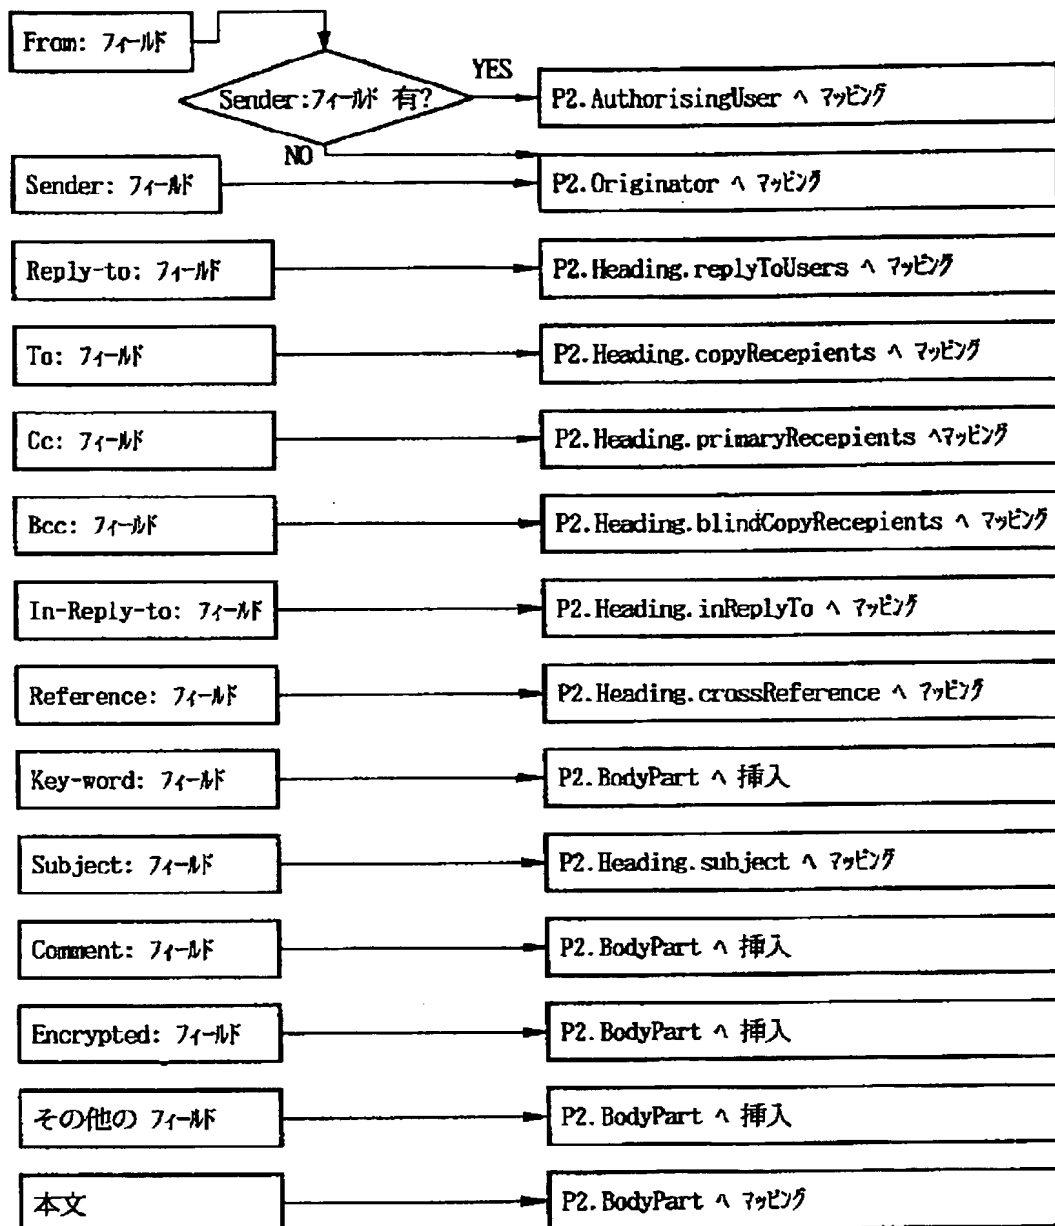 From: フィールド
Sender:フィールド 有?
YES
P2.AuthorisingUser へ マッピング
NO
Sender: フィールド
P2.Originator へ マッピング
Reply-to: フィールド
P2.Heading.replyToUsers へ マッピング
To: フィールド
P2.Heading.copyRecepients へ マッピング
Cc: フィールド
P2.Heading.primaryRecepients へマッピング
Bcc: フィールド
P2.Heading.blindCopyRecepients へ マッピング
In-Reply-to: フィールド
P2.Heading.inReplyTo へ マッピング
Reference: フィールド
P2.Heading.crossReference へ マッピング
Key-word: フィールド
P2.BodyPart へ 挿入
Subject: フィールド
P2.Heading.subject へ マッピング
Comment: フィールド
P2.BodyPart へ 挿入
Encrypted: フィールド
P2.BodyPart へ 挿入
その他の フィールド
P2.BodyPart へ 挿入
本文
P2.BodyPart へ マッピング